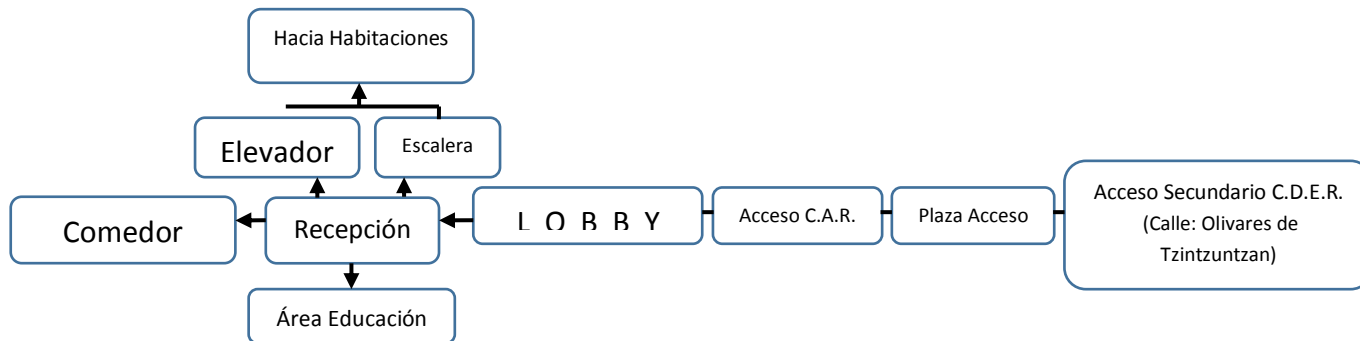 Hacia Habitaciones
Elevador
Escalera
Comedor
Recepción
L O B B Y
Acceso C.A.R.
Plaza Acceso
Acceso Secundario C.D.E.R.
(Calle: Olivares de
Tzintzuntzan)
Área Educación